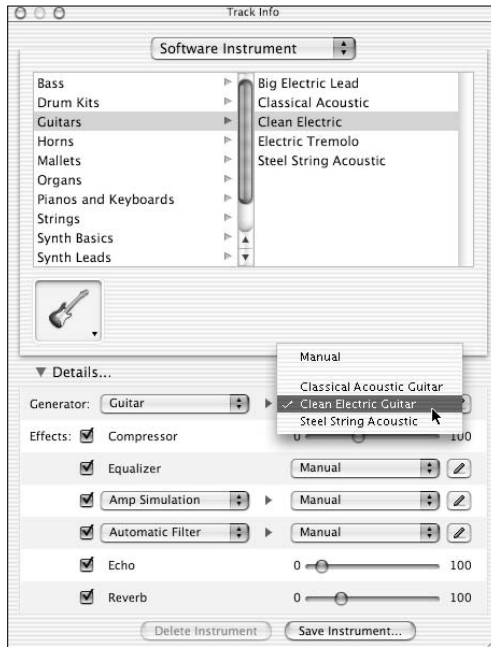 Track Info
Software Instrument
Bass
Drum Kits
Guitars
Horns
Mallets
Organs
Pianos and Keyboards
Strings
Synth Basics
Synth Leads
Big Electric Lead
Classical Acoustic
Clean Electric
Electric Tremolo
Steel String Acoustic
Details...
Manual
Classical Acoustic Guitar
Clean Electric Guitar
Steel String Acoustic
Generator: Guitar
Effects: Compressor 0 100
Equalizer Manual
Amp Simulation Manual
Automatic Filter Manual
Echo 0 100
Reverb 0 100
Delete Instrument Save Instrument...